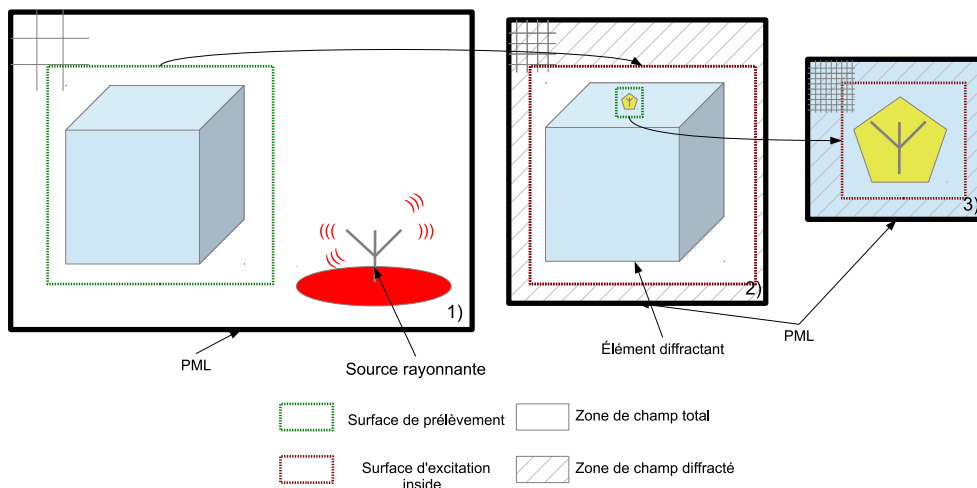 1)
2)
3)
PML
Source rayonnante
Élément diffractant
PML
Surface de prélèvement
Zone de champ total
Surface d'excitation
inside
Zone de champ diffracté